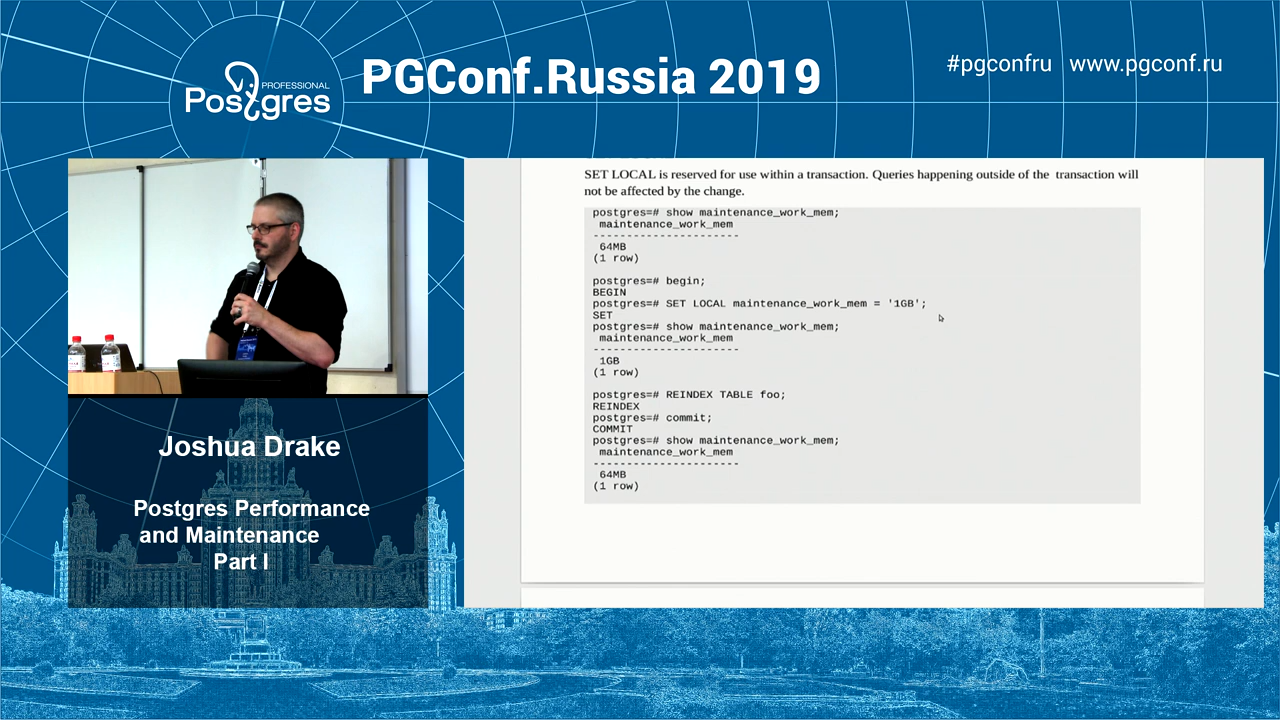 PROFESSIONAL
Postgres
PGConf.Russia 2019
#pgconfru www.pgconf.ru
SET LOCAL is reserved for use within a transaction. Queries happening outside of the transaction will
not be affected by the change.
postgres=# show maintenance_work_mem;
maintenance_work_mem
----------------------
64MB
(1 row)
postgres=# begin;
BEGIN
postgres=# SET LOCAL maintenance_work_mem = '1GB';
SET
postgres=# show maintenance_work_mem;
maintenance_work_mem
----------------------
1GB
(1 row)
postgres=# REINDEX TABLE foo;
REINDEX
postgres=# commit;
COMMIT
postgres=# show maintenance_work_mem;
maintenance_work_mem
----------------------
64MB
(1 row)
Joshua Drake
Postgres Performance
and Maintenance
Part I